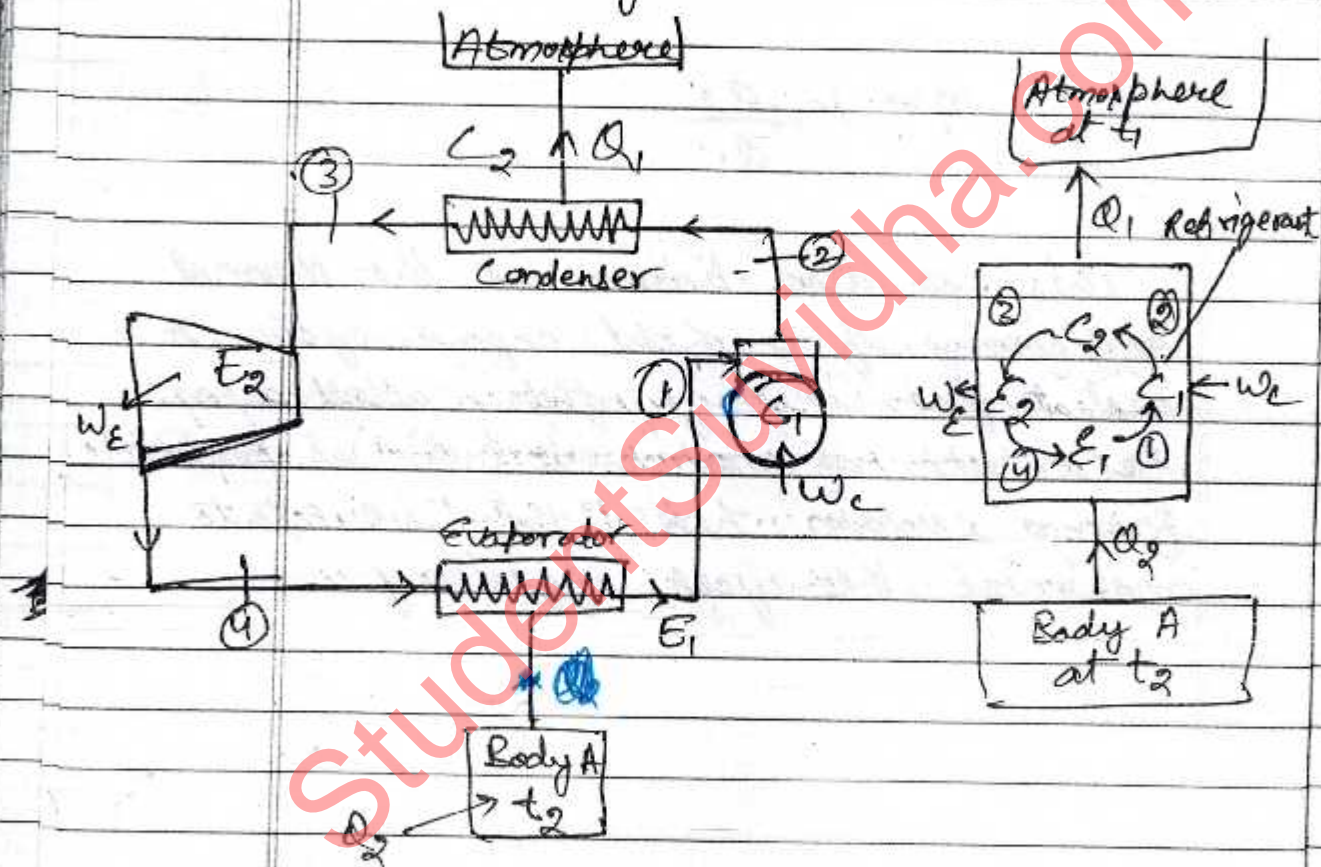 Atmosphere
C2 Q1
3
Condenser
2
E2
WE
1
C1
Wc
Evaporator
4
E1
Body A
t2
Q2
Atmosphere
at t1
Q1 Refrigerant
3 C2 2
WE E2 C1 Wc
4 E1 1
Q2
Body A
at t2
StudentSuvidha.com